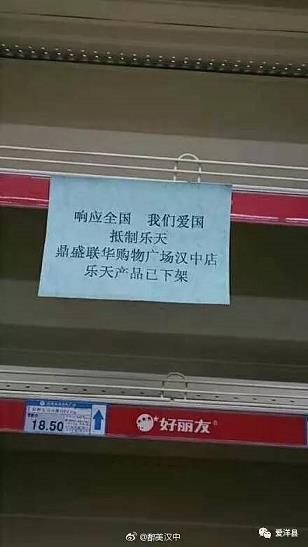 响应全国 我们爱国
抵制乐天
鼎盛联华购物广场汉中店
乐天产品已下架
18.50
好丽友
@都美汉中
爱洋县